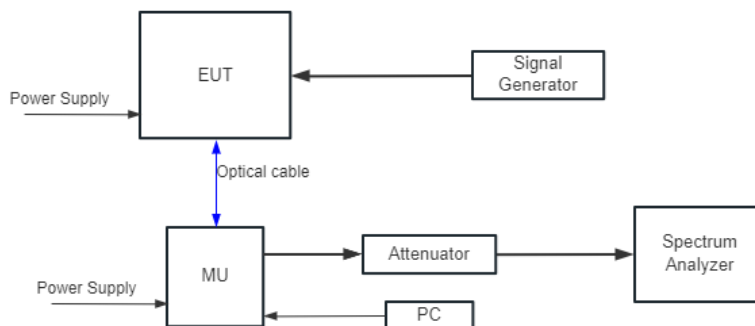 EUT
Signal
Generator
Power Supply
Optical cable
MU
Attenuator
Spectrum
Analyzer
Power Supply
PC